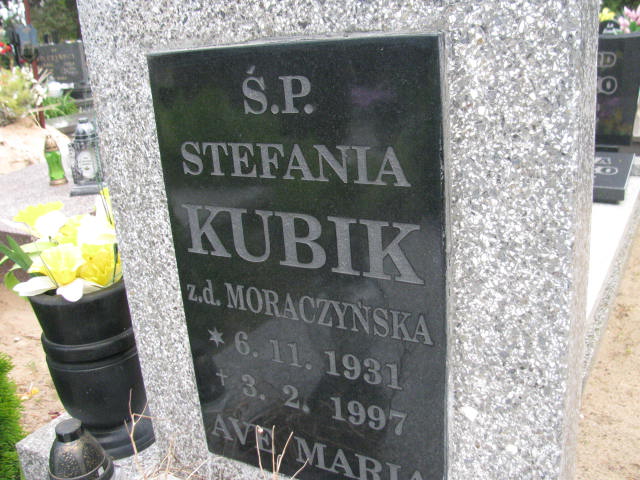 Ś.P.
STEFANIA
KUBIK
z.d. MORACZYŃSKA
* 6. 11. 1931
† 3. 2. 1997
AVE MARIA